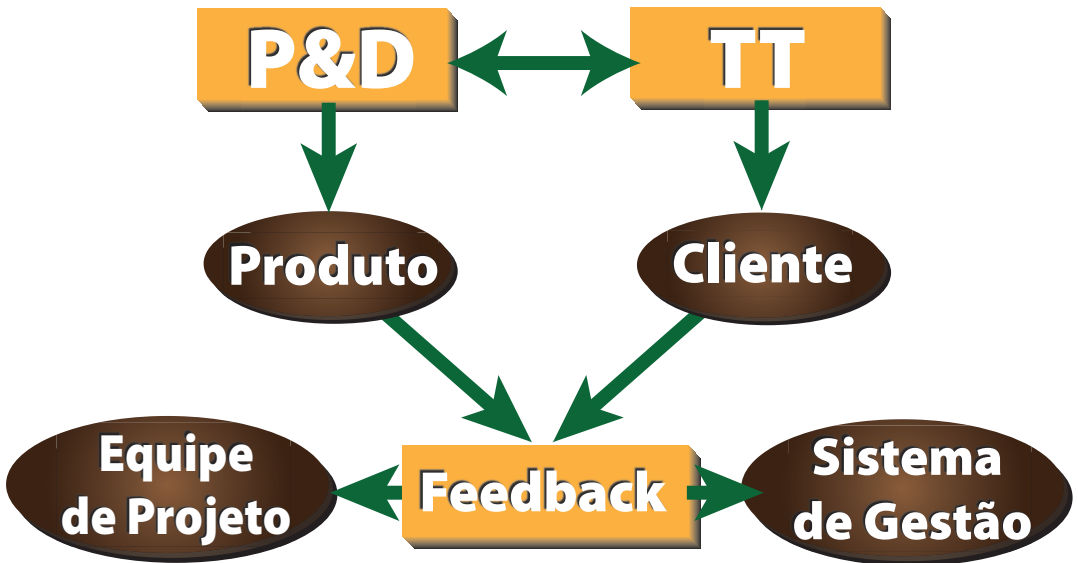 P&D
TT
Produto
Cliente
Equipe
de Projeto
Feedback
Sistema
de Gestão